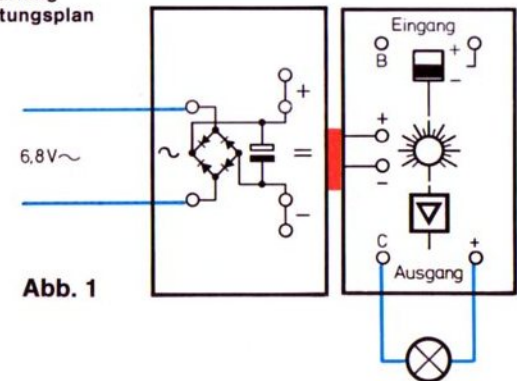 tungsplan
Eingang
B
+
-
+
-
+
-
6,8V~
~
=
C
+
Ausgang
Abb. 1